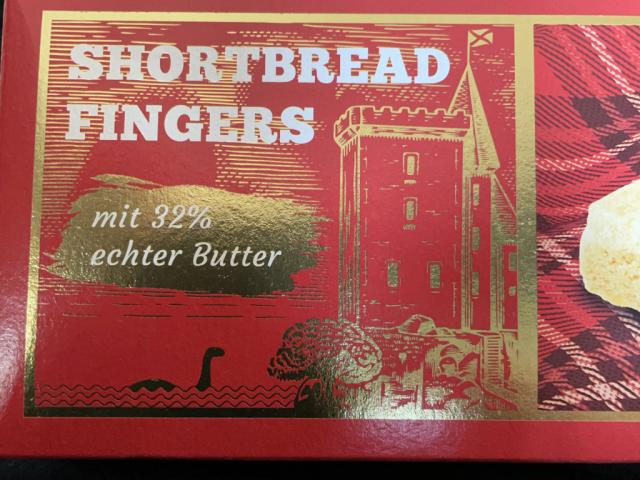 SHORTBREAD
FINGERS
mit 32%
echter Butter